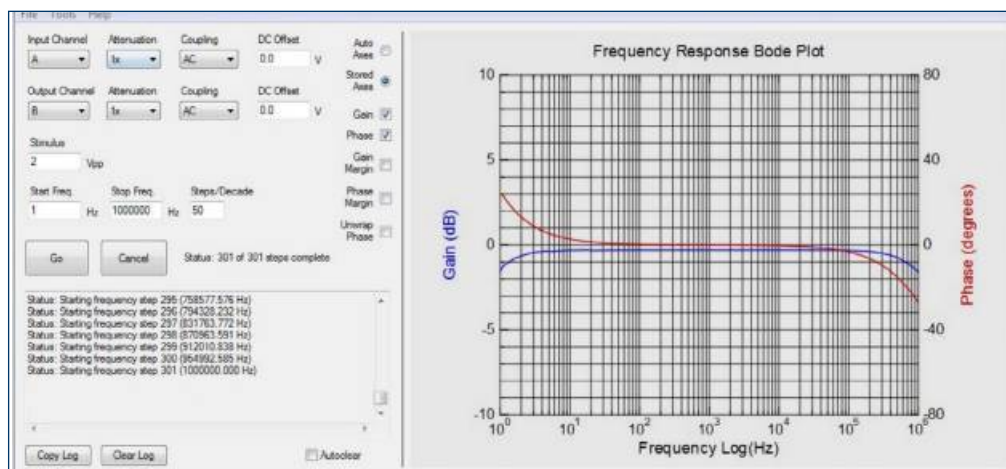 File Tools Help
Input Channel Attenuation Coupling DC Offset
A 1x AC 0.0 V
Output Channel Attenuation Coupling DC Offset
B 1x AC 0.0 V
Stimulus
2 Vpp
Start Freq. Stop Freq. Steps/Decade
1 Hz 1000000 Hz 50
Go Cancel Status: 301 of 301 steps complete
Auto Axes
Stored Axes
Gain
Phase
Gain Margin
Phase Margin
Unwrap Phase
Status: Starting frequency step 295 (758577.576 Hz)
Status: Starting frequency step 296 (794328.232 Hz)
Status: Starting frequency step 297 (831763.772 Hz)
Status: Starting frequency step 298 (870963.591 Hz)
Status: Starting frequency step 299 (912010.838 Hz)
Status: Starting frequency step 300 (954992.585 Hz)
Status: Starting frequency step 301 (1000000.000 Hz)
Copy Log Clear Log Autoclear
Frequency Response Bode Plot
10 80
5 40
0 0
-5 -40
-10 -80
Gain (dB)
Phase (degrees)
10⁰ 10¹ 10² 10³ 10⁴ 10⁵ 10⁶
Frequency Log(Hz)